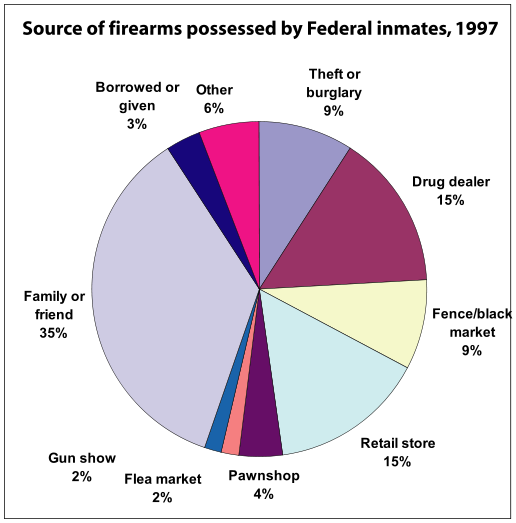 Source of firearms possessed by Federal inmates, 1997
Theft or
burglary
9%
Drug dealer
15%
Fence/black
market
9%
Retail store
15%
Pawnshop
4%
Flea market
2%
Gun show
2%
Family or
friend
35%
Borrowed or
given
3%
Other
6%